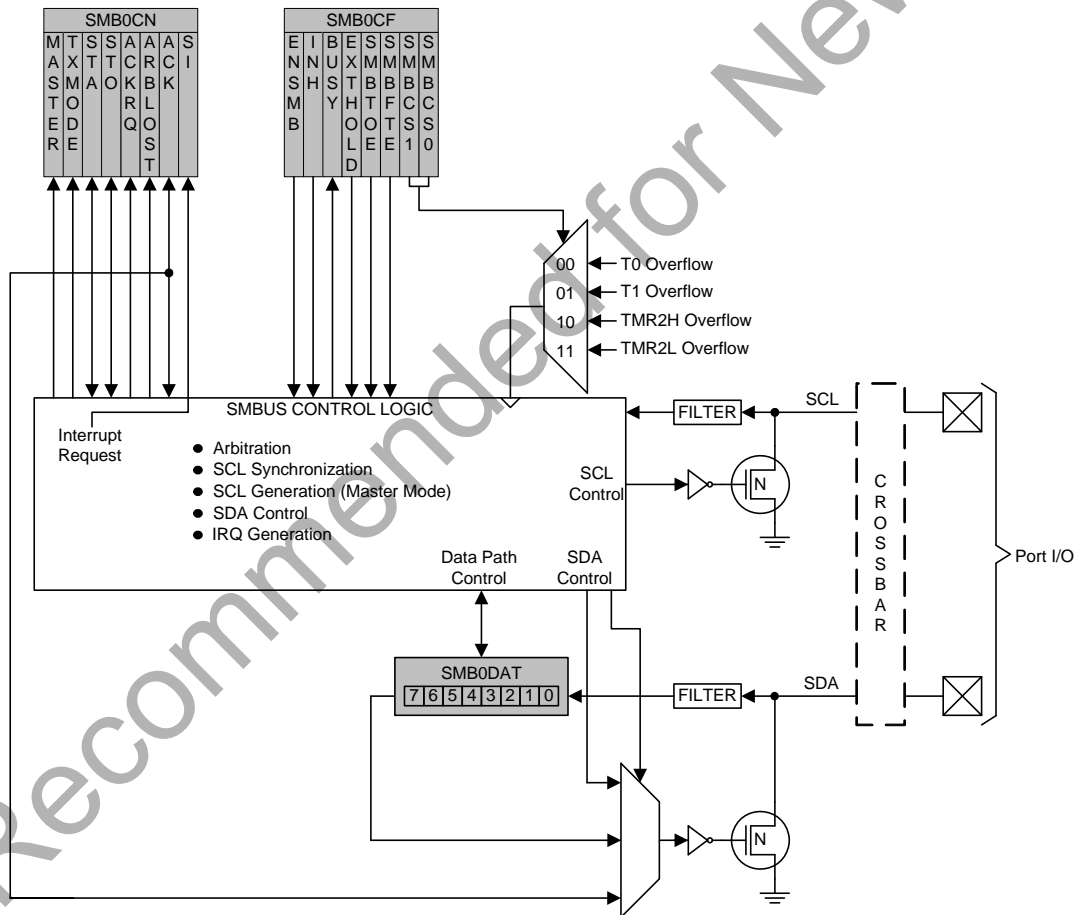 SMB0CN
MASTER
TXMODE
STA
STO
ACKRQ
ARBLOST
ACK
SI
SMB0CF
ENSMB
INH
BUSY
EXTHOLD
SMBTOE
SMBFTE
SMBCS1
SMBCS0
00
01
10
11
T0 Overflow
T1 Overflow
TMR2H Overflow
TMR2L Overflow
SMBUS CONTROL LOGIC
Interrupt
Request
● Arbitration
● SCL Synchronization
● SCL Generation (Master Mode)
● SDA Control
● IRQ Generation
SCL
Control
Data Path
Control
SDA
Control
FILTER
SCL
N
CROSSBAR
Port I/O
SMB0DAT
7 6 5 4 3 2 1 0
FILTER
SDA
N
Recommended for New